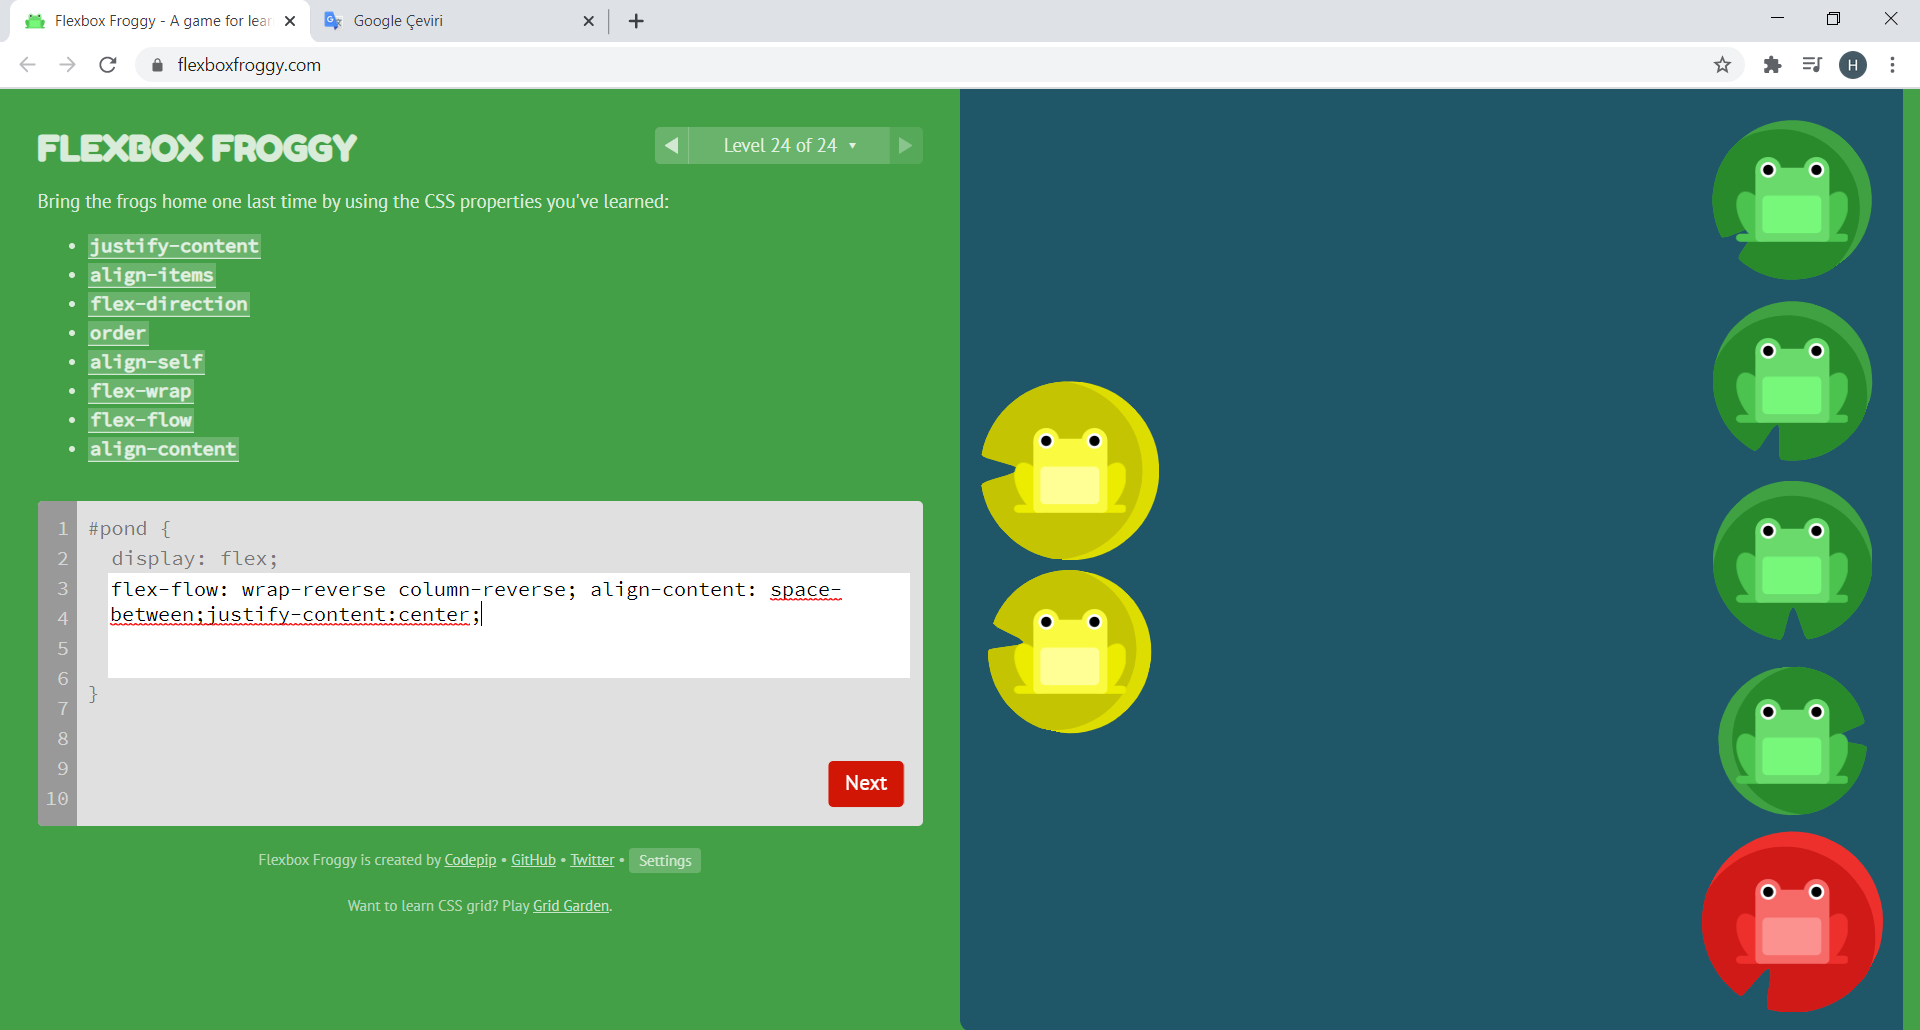 Flexbox Froggy - A game for lear
Google Çeviri
flexboxfroggy.com
H
FLEXBOX FROGGY
Level 24 of 24
Bring the frogs home one last time by using the CSS properties you've learned:
• justify-content
• align-items
• flex-direction
• order
• align-self
• flex-wrap
• flex-flow
• align-content
1 #pond {
2 display: flex;
3 flex-flow: wrap-reverse column-reverse; align-content: space-
4 between;justify-content:center;
5
6 }
7
8
9
10
Next
Flexbox Froggy is created by Codepip • GitHub • Twitter • Settings
Want to learn CSS grid? Play Grid Garden.